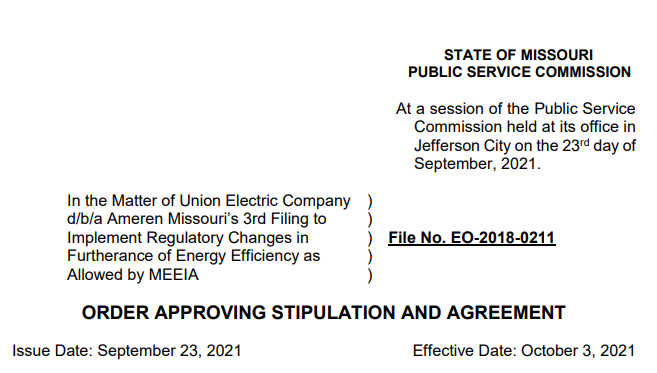 STATE OF MISSOURI
PUBLIC SERVICE COMMISSION
At a session of the Public Service
Commission held at its office in
Jefferson City on the 23rd day of
September, 2021.
In the Matter of Union Electric Company )
d/b/a Ameren Missouri's 3rd Filing to )
Implement Regulatory Changes in ) File No. EO-2018-0211
Furtherance of Energy Efficiency as )
Allowed by MEEIA )
ORDER APPROVING STIPULATION AND AGREEMENT
Issue Date: September 23, 2021 Effective Date: October 3, 2021